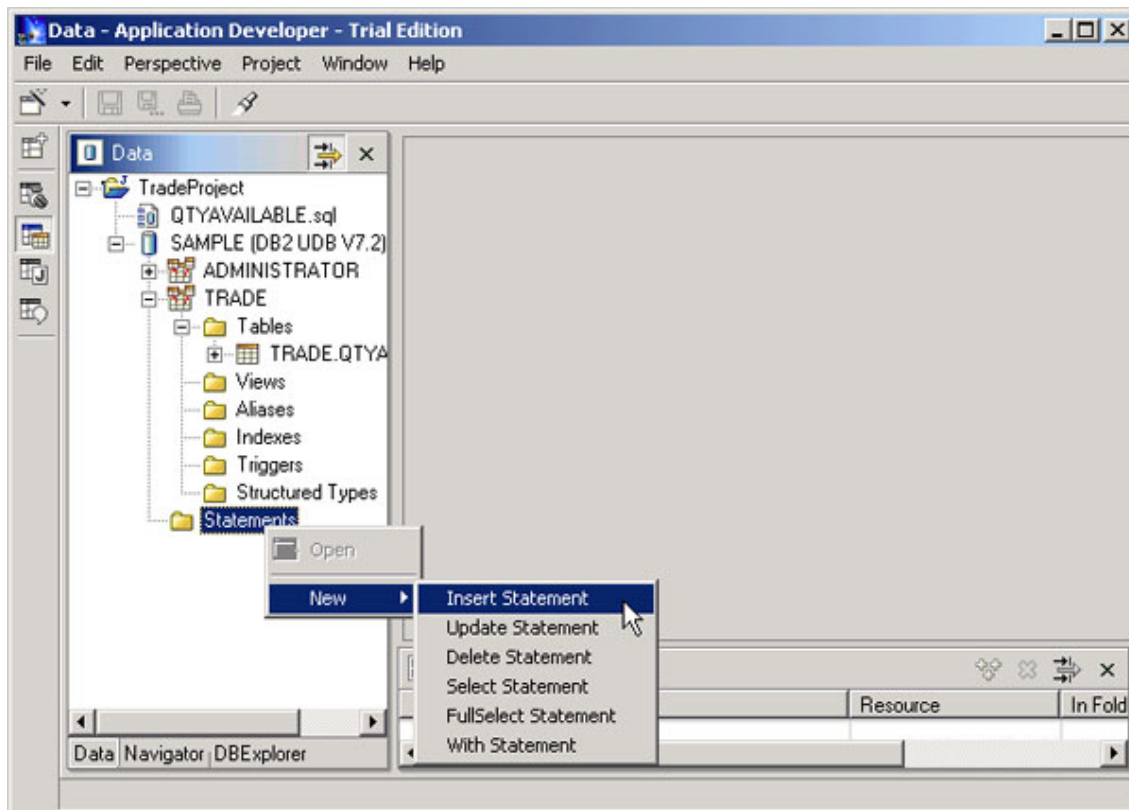 Data - Application Developer - Trial Edition
File Edit Perspective Project Window Help
Data
TradeProject
QTYAVAILABLE.sql
SAMPLE (DB2 UDB V7.2)
ADMINISTRATOR
TRADE
Tables
TRADE.QTYA
Views
Aliases
Indexes
Triggers
Structured Types
Statements
Open
New
Insert Statement
Update Statement
Delete Statement
Select Statement
FullSelect Statement
With Statement
Resource In Fold
Data Navigator DBExplorer